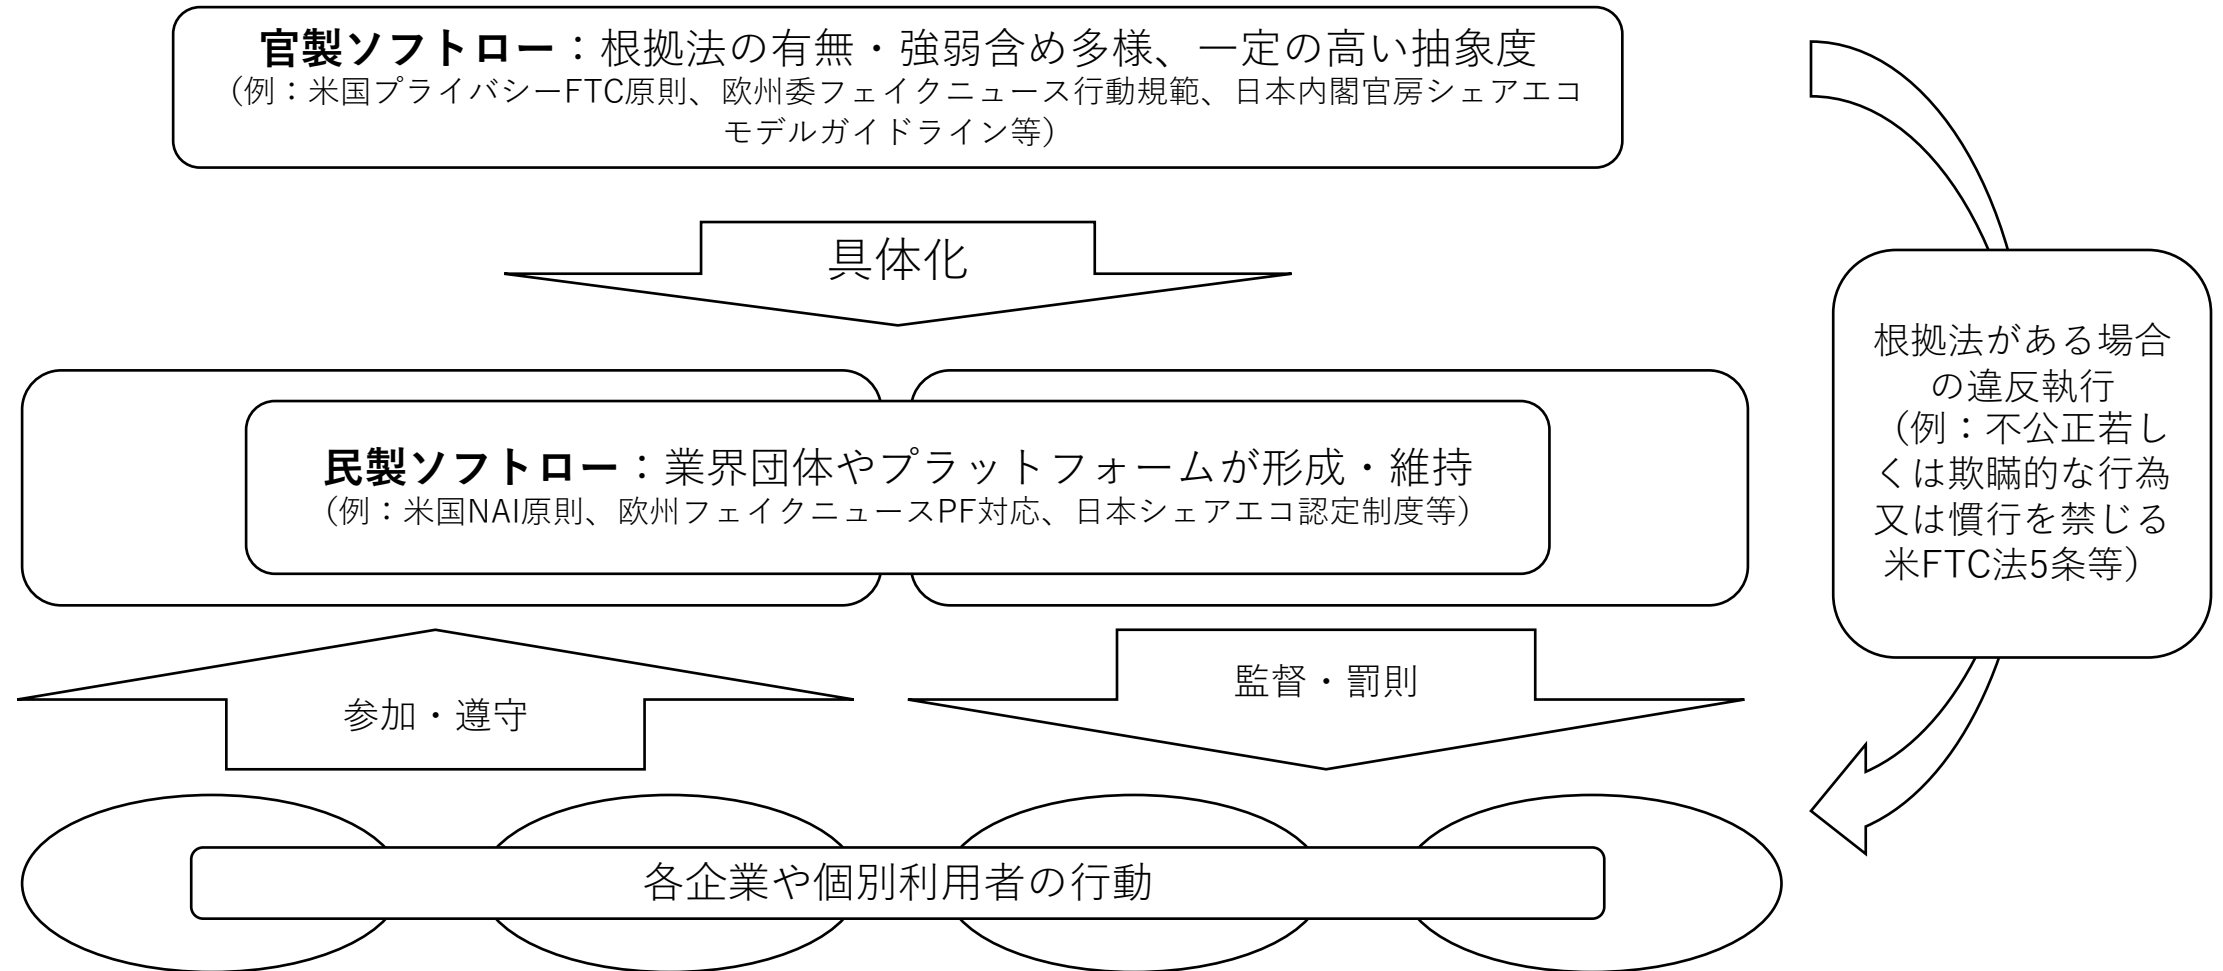 官製ソフトロー：根拠法の有無・強弱含め多様、一定の高い抽象度
（例：米国プライバシーFTC原則、欧州委フェイクニュース行動規範、日本内閣官房シェアエコ
モデルガイドライン等）
具体化
民製ソフトロー：業界団体やプラットフォームが形成・維持
（例：米国NAI原則、欧州フェイクニュースPF対応、日本シェアエコ認定制度等）
根拠法がある場合
の違反執行
（例：不公正若し
くは欺瞞的な行為
又は慣行を禁じる
米FTC法5条等）
参加・遵守
監督・罰則
各企業や個別利用者の行動